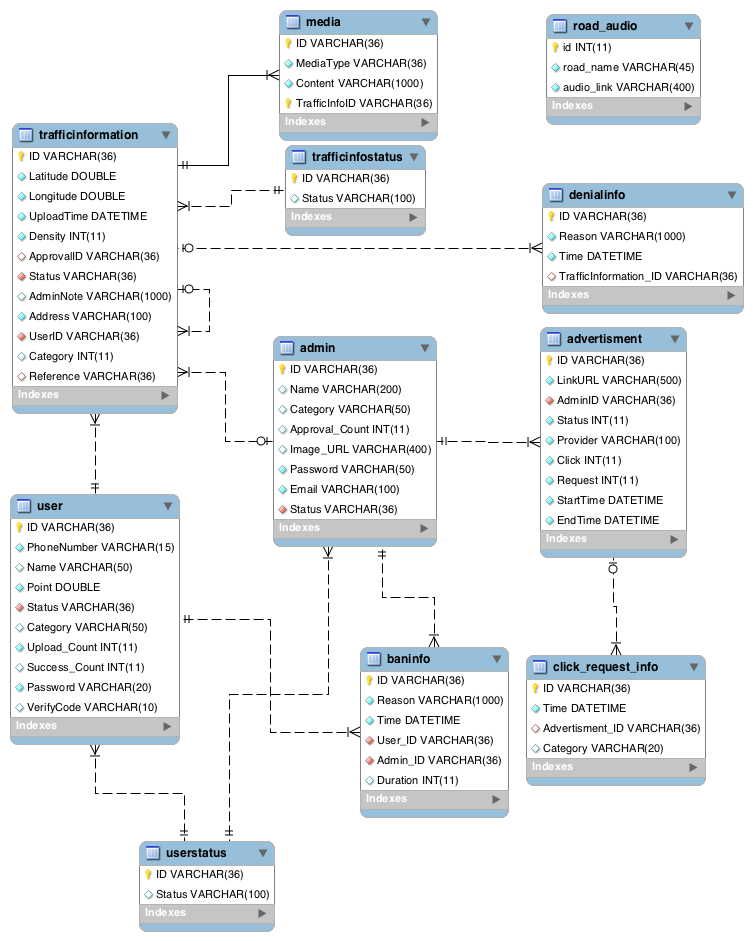 media
ID VARCHAR(36)
MediaType VARCHAR(36)
Content VARCHAR(1000)
TrafficInfoID VARCHAR(36)
Indexes
road_audio
id INT(11)
road_name VARCHAR(45)
audio_link VARCHAR(400)
Indexes
trafficinformation
ID VARCHAR(36)
Latitude DOUBLE
Longitude DOUBLE
UploadTime DATETIME
Density INT(11)
ApprovalID VARCHAR(36)
Status VARCHAR(36)
AdminNote VARCHAR(1000)
Address VARCHAR(100)
UserID VARCHAR(36)
Category INT(11)
Reference VARCHAR(36)
Indexes
trafficinfostatus
ID VARCHAR(36)
Status VARCHAR(100)
Indexes
denialinfo
ID VARCHAR(36)
Reason VARCHAR(1000)
Time DATETIME
TrafficInformation_ID VARCHAR(36)
Indexes
admin
ID VARCHAR(36)
Name VARCHAR(200)
Category VARCHAR(50)
Approval_Count INT(11)
Image_URL VARCHAR(400)
Password VARCHAR(50)
Email VARCHAR(100)
Status VARCHAR(36)
Indexes
advertisment
ID VARCHAR(36)
LinkURL VARCHAR(500)
AdminID VARCHAR(36)
Status INT(11)
Provider VARCHAR(100)
Click INT(11)
Request INT(11)
StartTime DATETIME
EndTime DATETIME
Indexes
user
ID VARCHAR(36)
PhoneNumber VARCHAR(15)
Name VARCHAR(50)
Point DOUBLE
Status VARCHAR(36)
Category VARCHAR(50)
Upload_Count INT(11)
Success_Count INT(11)
Password VARCHAR(20)
VerifyCode VARCHAR(10)
Indexes
baninfo
ID VARCHAR(36)
Reason VARCHAR(1000)
Time DATETIME
User_ID VARCHAR(36)
Admin_ID VARCHAR(36)
Duration INT(11)
Indexes
click_request_info
ID VARCHAR(36)
Time DATETIME
Advertisment_ID VARCHAR(36)
Category VARCHAR(20)
Indexes
userstatus
ID VARCHAR(36)
Status VARCHAR(100)
Indexes